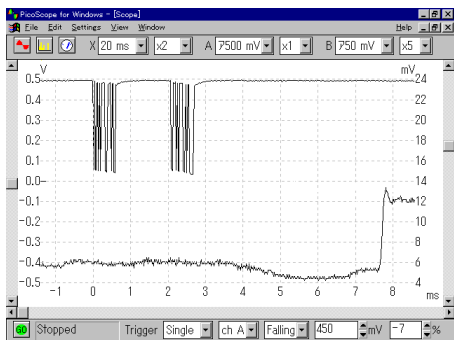 PicoScope for Windows - [Scope]
File Edit Settings View Window Help
X 20 ms x2 A 7500 mV x1 B 750 mV x5
V mV
0.5 24
0.4 22
0.3 20
0.2 18
0.1 16
0.0 14
-0.1 12
-0.2 10
-0.3 8
-0.4 6
-0.5 4
-1 0 1 2 3 4 5 6 7 8 ms
GO Stopped Trigger Single ch A Falling 450 mV -7 %